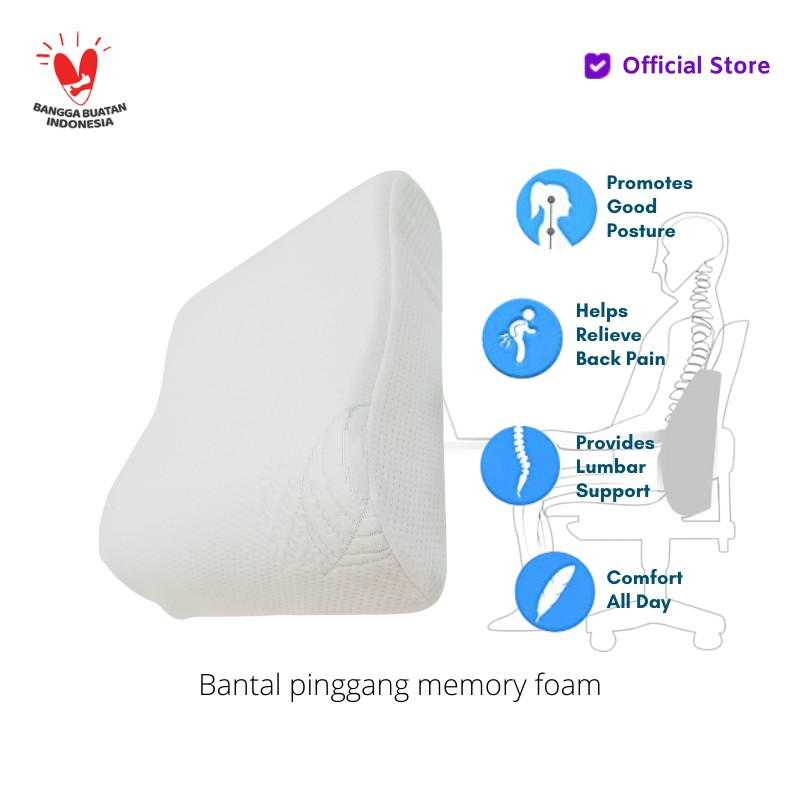 BANGGA BUATAN
INDONESIA
Official Store
Promotes
Good
Posture
Helps
Relieve
Back Pain
Provides
Lumbar
Support
Comfort
All Day
Bantal pinggang memory foam